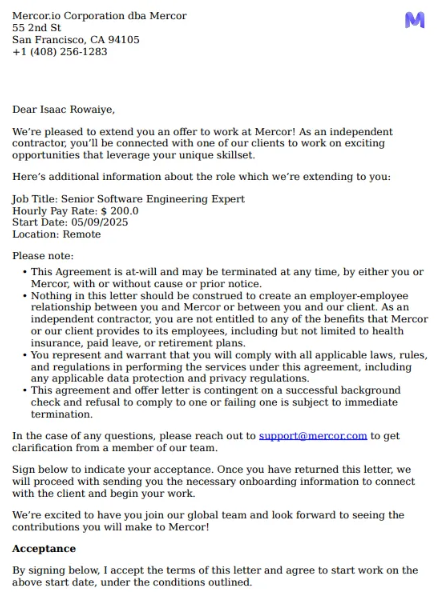 Mercor.io Corporation dba Mercor
55 2nd St
San Francisco, CA 94105
+1 (408) 256-1283
Dear Isaac Rowaiye,
We're pleased to extend you an offer to work at Mercor! As an independent
contractor, you'll be connected with one of our clients to work on exciting
opportunities that leverage your unique skillset.
Here's additional information about the role which we're extending to you:
Job Title: Senior Software Engineering Expert
Hourly Pay Rate: $ 200.0
Start Date: 05/09/2025
Location: Remote
Please note:
• This Agreement is at-will and may be terminated at any time, by either you or
Mercor, with or without cause or prior notice.
• Nothing in this letter should be construed to create an employer-employee
relationship between you and Mercor or between you and our client. As an
independent contractor, you are not entitled to any of the benefits that Mercor
or our client provides to its employees, including but not limited to health
insurance, paid leave, or retirement plans.
• You represent and warrant that you will comply with all applicable laws, rules,
and regulations in performing the services under this agreement, including
any applicable data protection and privacy regulations.
• This agreement and offer letter is contingent on a successful background
check and refusal to comply to one or failing one is subject to immediate
termination.
In the case of any questions, please reach out to support@mercor.com to get
clarification from a member of our team.
Sign below to indicate your acceptance. Once you have returned this letter, we
will proceed with sending you the necessary onboarding information to connect
with the client and begin your work.
We're excited to have you join our global team and look forward to seeing the
contributions you will make to Mercor!
Acceptance
By signing below, I accept the terms of this letter and agree to start work on the
above start date, under the conditions outlined.